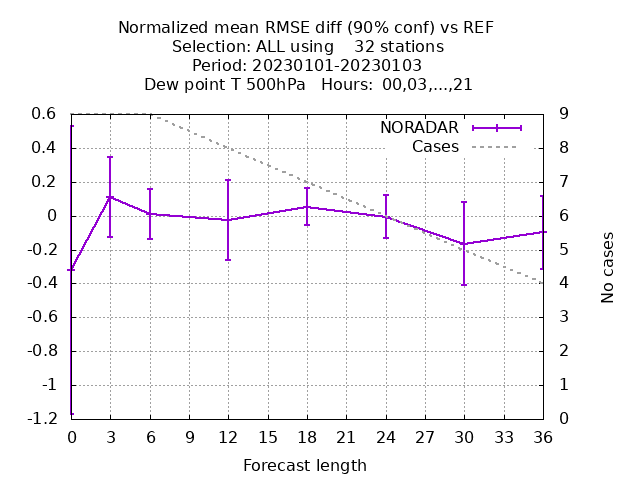 Normalized mean RMSE diff (90% conf) vs REF
Selection: ALL using 32 stations
Period: 20230101-20230103
Dew point T 500hPa Hours: 00,03,...,21
NORADAR
Cases
0.6
0.4
0.2
0
-0.2
-0.4
-0.6
-0.8
-1
-1.2
9
8
7
6
5
4
3
2
1
0
No cases
0 3 6 9 12 15 18 21 24 27 30 33 36
Forecast length